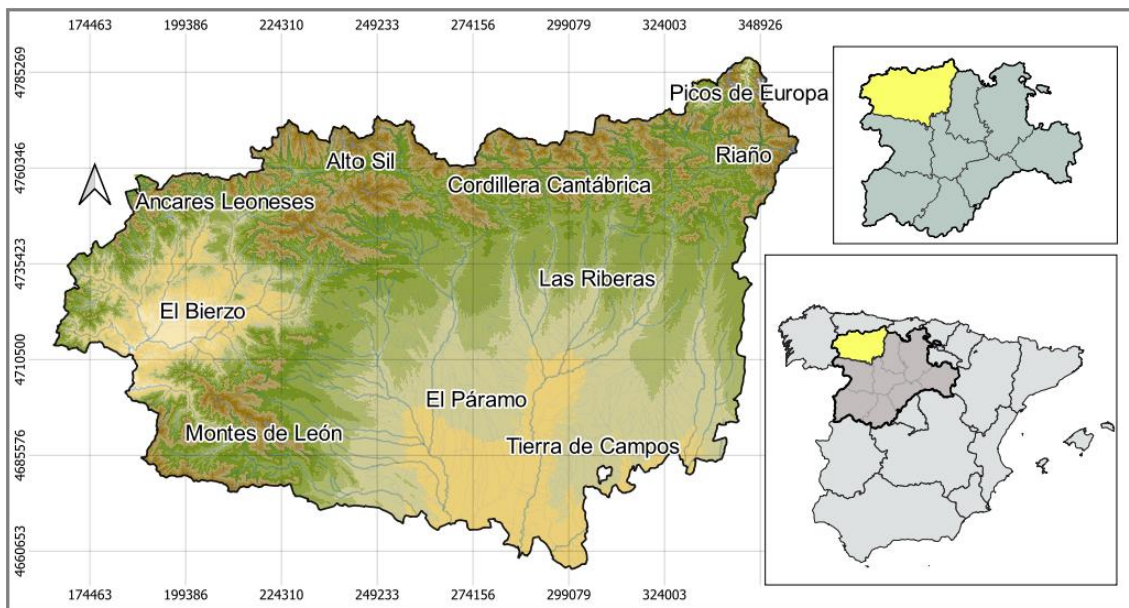 174463 199386 224310 249233 274156 299079 324003 348926
4785269
Picos de Europa
Alto Sil
Riaño
4760346
Cordillera Cantábrica
Ancares Leoneses
4735423
Las Riberas
El Bierzo
4710500
El Páramo
Montes de León
Tierra de Campos
4685576
4660653
174463 199386 224310 249233 274156 299079 324003 348926